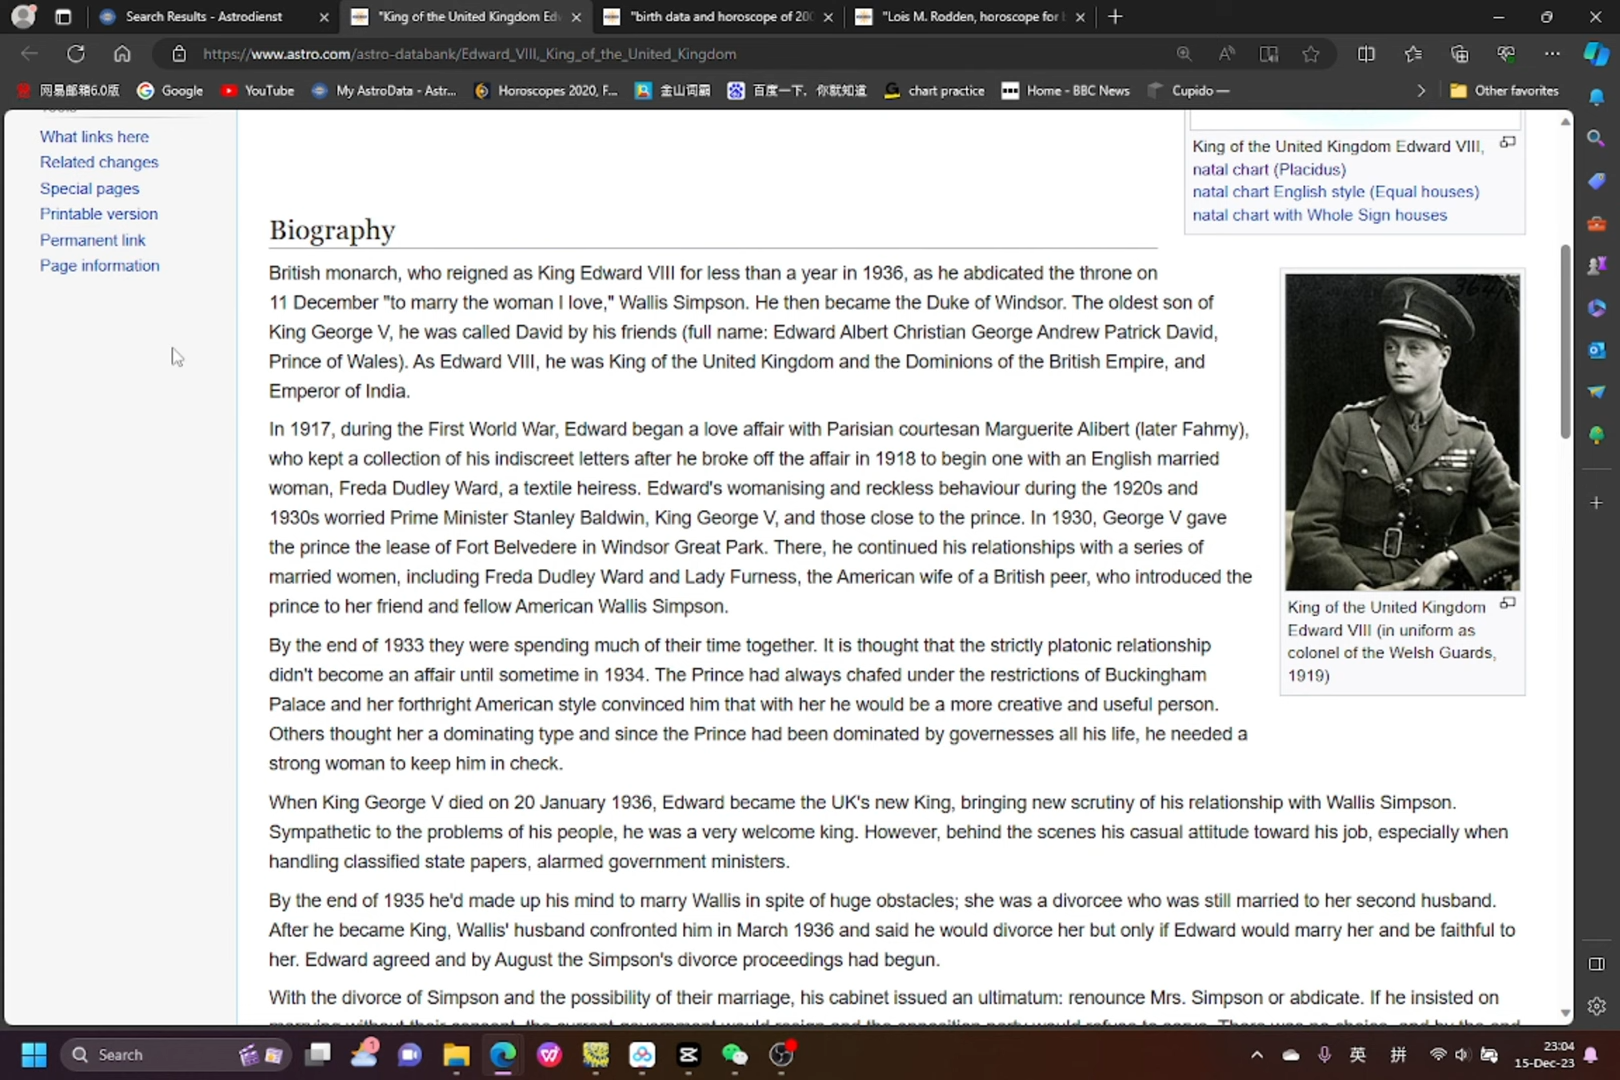 Search Results - Astrodienst
"King of the United Kingdom Ed
"birth data and horoscope of 200
"Lois M. Rodden, horoscope for b
https://www.astro.com/astro-databank/Edward_VIII,_King_of_the_United_Kingdom
网易邮箱6.0版
Google
YouTube
My AstroData - Astr...
Horoscopes 2020, F...
金山词霸
百度一下，你就知道
chart practice
Home - BBC News
Cupido —
Other favorites
Tools
What links here
Related changes
Special pages
Printable version
Permanent link
Page information
King of the United Kingdom Edward VIII,
natal chart (Placidus)
natal chart English style (Equal houses)
natal chart with Whole Sign houses
Biography
British monarch, who reigned as King Edward VIII for less than a year in 1936, as he abdicated the throne on
11 December "to marry the woman I love," Wallis Simpson. He then became the Duke of Windsor. The oldest son of
King George V, he was called David by his friends (full name: Edward Albert Christian George Andrew Patrick David,
Prince of Wales). As Edward VIII, he was King of the United Kingdom and the Dominions of the British Empire, and
Emperor of India.
In 1917, during the First World War, Edward began a love affair with Parisian courtesan Marguerite Alibert (later Fahmy),
who kept a collection of his indiscreet letters after he broke off the affair in 1918 to begin one with an English married
woman, Freda Dudley Ward, a textile heiress. Edward's womanising and reckless behaviour during the 1920s and
1930s worried Prime Minister Stanley Baldwin, King George V, and those close to the prince. In 1930, George V gave
the prince the lease of Fort Belvedere in Windsor Great Park. There, he continued his relationships with a series of
married women, including Freda Dudley Ward and Lady Furness, the American wife of a British peer, who introduced the
prince to her friend and fellow American Wallis Simpson.
King of the United Kingdom
Edward VIII (in uniform as
colonel of the Welsh Guards,
1919)
By the end of 1933 they were spending much of their time together. It is thought that the strictly platonic relationship
didn't become an affair until sometime in 1934. The Prince had always chafed under the restrictions of Buckingham
Palace and her forthright American style convinced him that with her he would be a more creative and useful person.
Others thought her a dominating type and since the Prince had been dominated by governesses all his life, he needed a
strong woman to keep him in check.
When King George V died on 20 January 1936, Edward became the UK's new King, bringing new scrutiny of his relationship with Wallis Simpson.
Sympathetic to the problems of his people, he was a very welcome king. However, behind the scenes his casual attitude toward his job, especially when
handling classified state papers, alarmed government ministers.
By the end of 1935 he'd made up his mind to marry Wallis in spite of huge obstacles; she was a divorcee who was still married to her second husband.
After he became King, Wallis' husband confronted him in March 1936 and said he would divorce her but only if Edward would marry her and be faithful to
her. Edward agreed and by August the Simpson's divorce proceedings had begun.
With the divorce of Simpson and the possibility of their marriage, his cabinet issued an ultimatum: renounce Mrs. Simpson or abdicate. If he insisted on
Search
1
英
拼
23:04
15-Dec-23